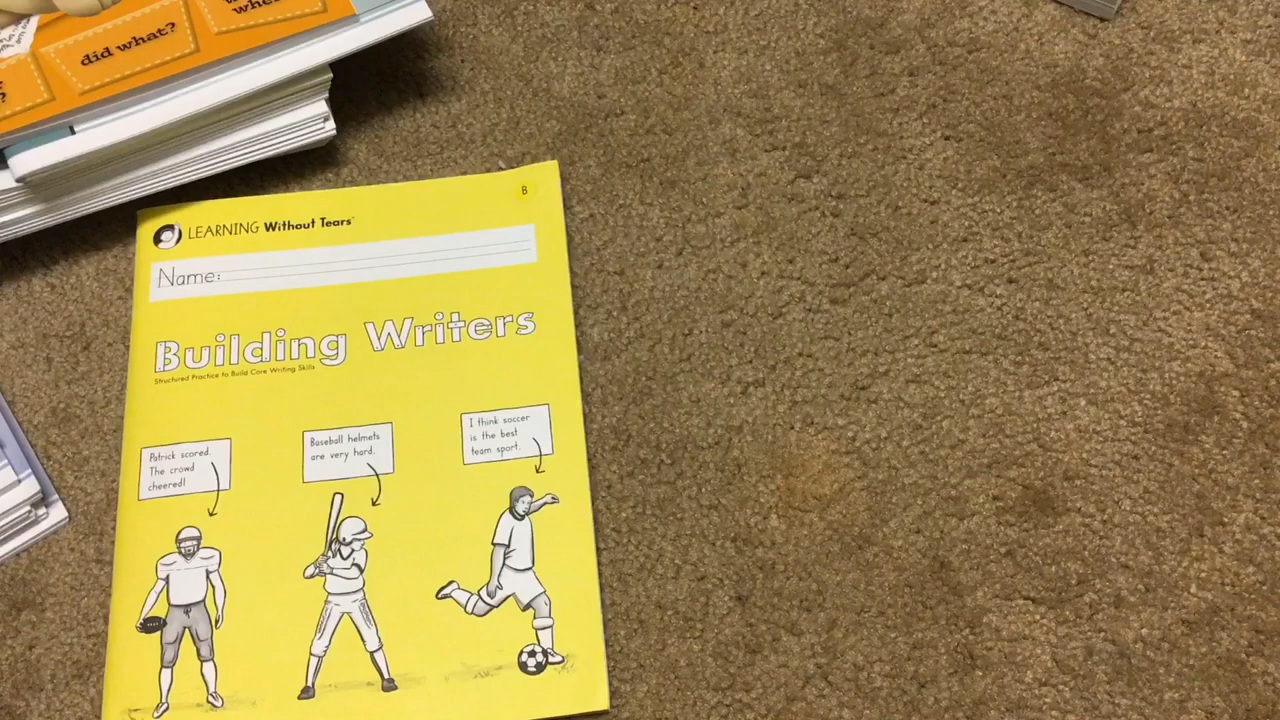 did what?
B
LEARNING Without Tears™
Name:
Building Writers
Structured Practice to Build Core Writing Skills
Patrick scored.
The crowd
cheered!
Baseball helmets
are very hard.
I think soccer
is the best
team sport.